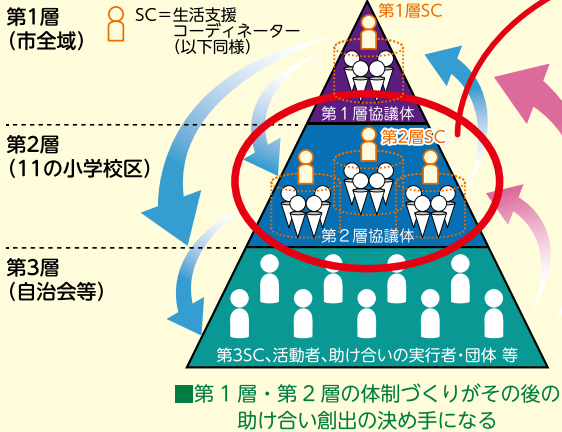 第1層
（市全域）
SC＝生活支援
コーディネーター
（以下同様）
第1層SC
第１層協議体
第2層
（11の小学校区）
第2層SC
第２層協議体
第3層
（自治会等）
第3SC、活動者、助け合いの実行者・団体 等
■第１層・第２層の体制づくりがその後の
助け合い創出の決め手になる